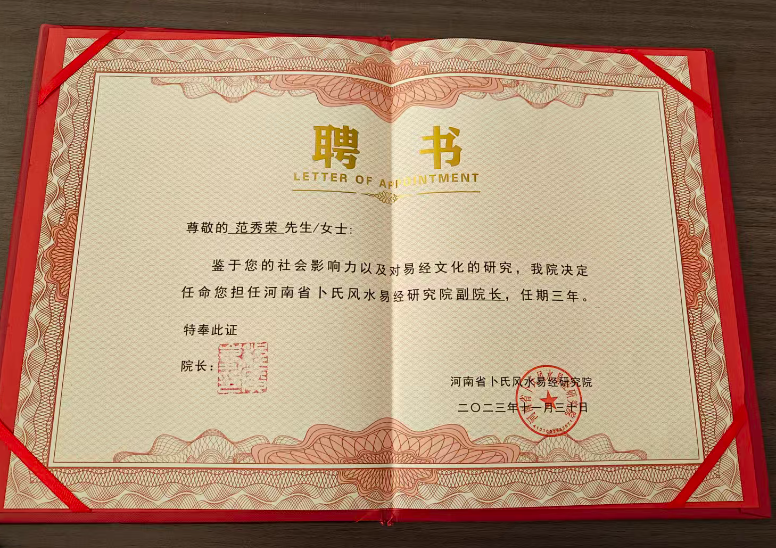 聘 书
LETTER OF APPOINTMENT
尊敬的 范秀荣 先生/女士:
鉴于您的社会影响力以及对易经文化的研究，我院决定
任命您担任河南省卜氏风水易经研究院副院长，任期三年。
特奉此证
院长:
河南省卜氏风水易经研究院
二〇二三年十一月三十日